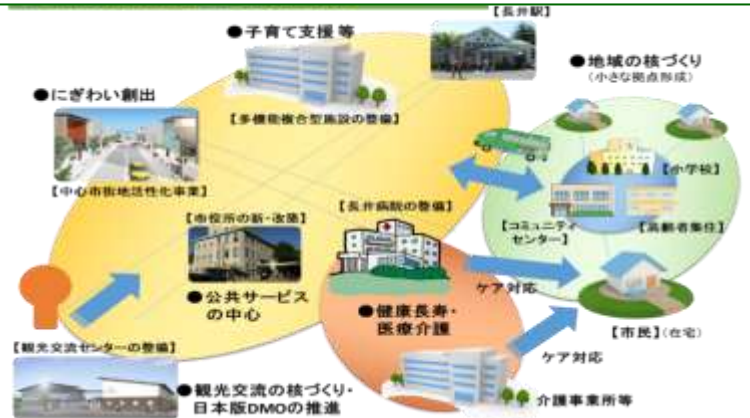 【長井駅】
●子育て支援 等
【多機能複合型施設の整備】
●地域の核づくり
(小さな拠点形成)
●にぎわい創出
【中心市街地活性化事業】
【小学校】
【コミュニティ
センター】
【高齢者集住】
【市役所の新・改築】
●公共サービス
の中心
【長井病院の整備】
●健康長寿・
医療介護
ケア対応
【市民】(在宅)
ケア対応
介護事業所等
【観光交流センターの整備】
●観光交流の核づくり・
日本版DMOの推進